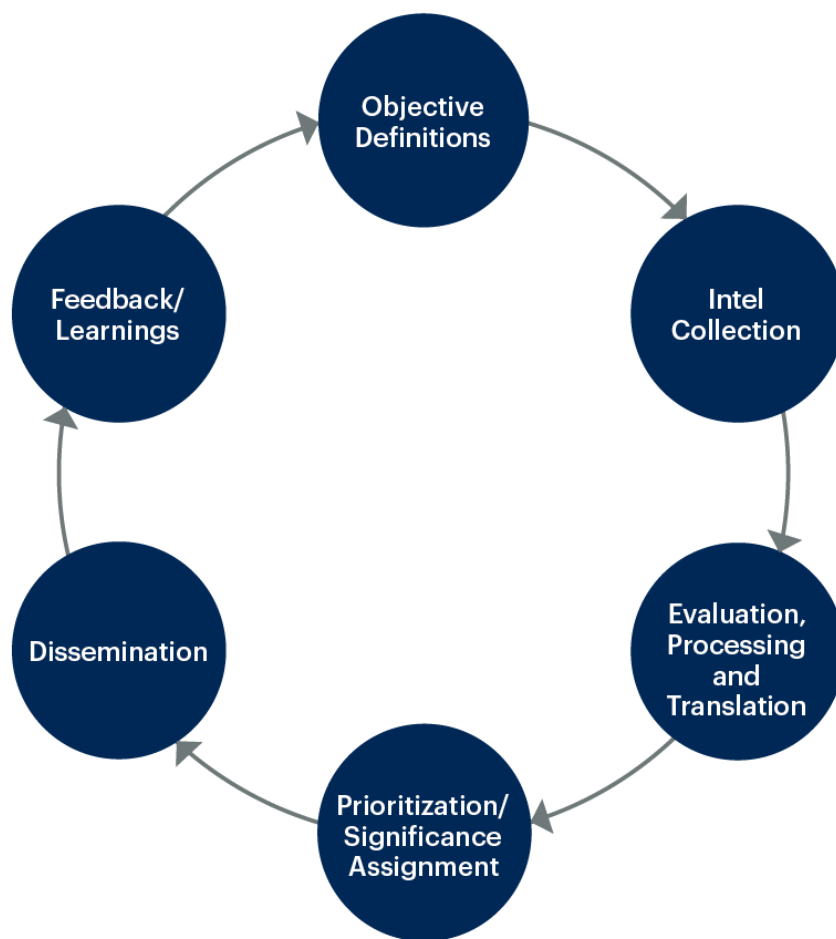 Objective
Definitions
Intel
Collection
Evaluation,
Processing
and
Translation
Prioritization/
Significance
Assignment
Dissemination
Feedback/
Learnings